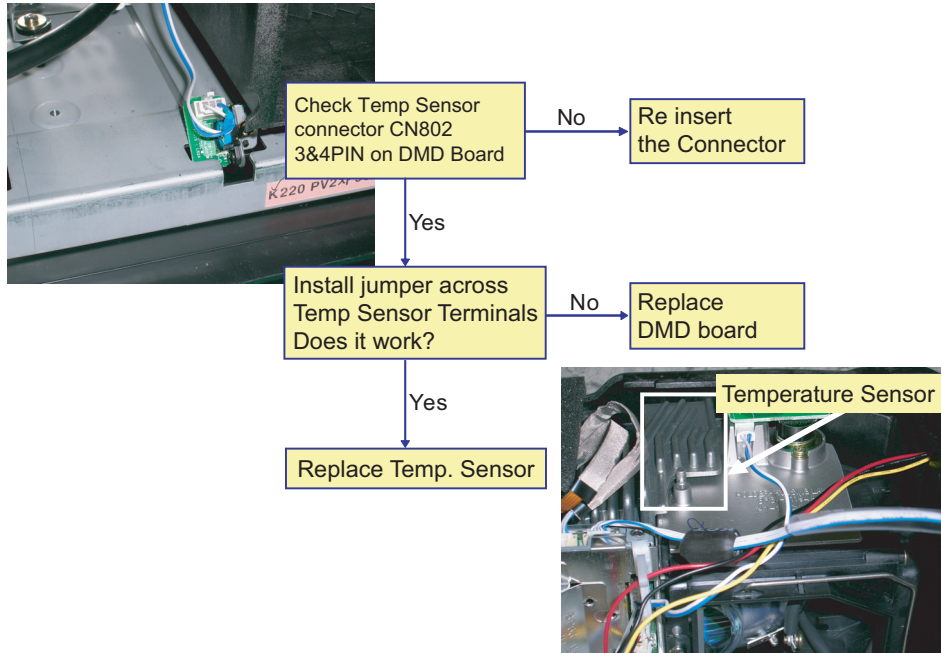 Check Temp Sensor
connector CN802
3&4PIN on DMD Board
No
Re insert
the Connector
K220
Yes
Install jumper across
Temp Sensor Terminals
Does it work?
No
Replace
DMD board
Yes
Replace Temp. Sensor
Temperature Sensor